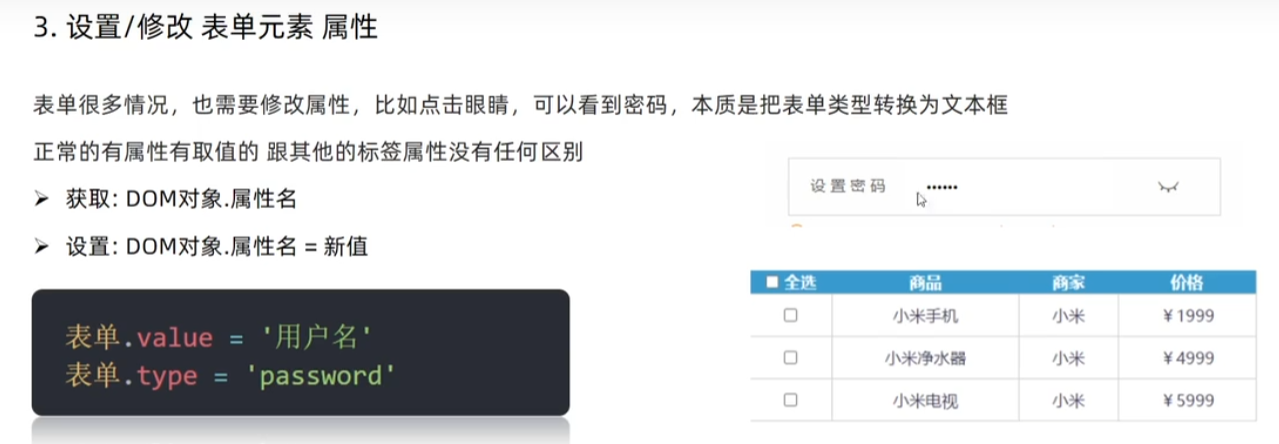 3. 设置/修改 表单元素 属性
表单很多情况，也需要修改属性，比如点击眼睛，可以看到密码，本质是把表单类型转换为文本框
正常的有属性有取值的 跟其他的标签属性没有任何区别
➢ 获取: DOM对象.属性名
➢ 设置: DOM对象.属性名 = 新值
表单.value = '用户名'
表单.type = 'password'
设置密码 ••••••
全选 商品 商家 价格
小米手机 小米 ￥1999
小米净水器 小米 ￥4999
小米电视 小米 ￥5999